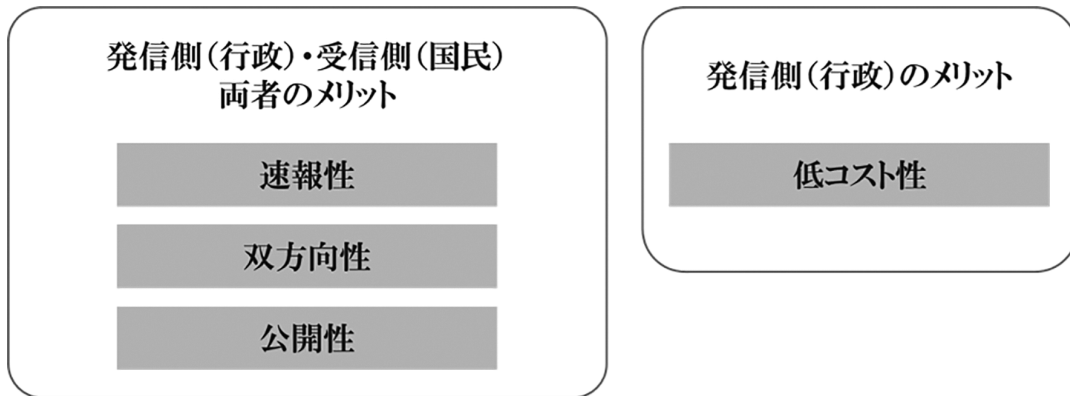 発信側(行政)・受信側(国民)
両者のメリット
速報性
双方向性
公開性
発信側(行政)のメリット
低コスト性